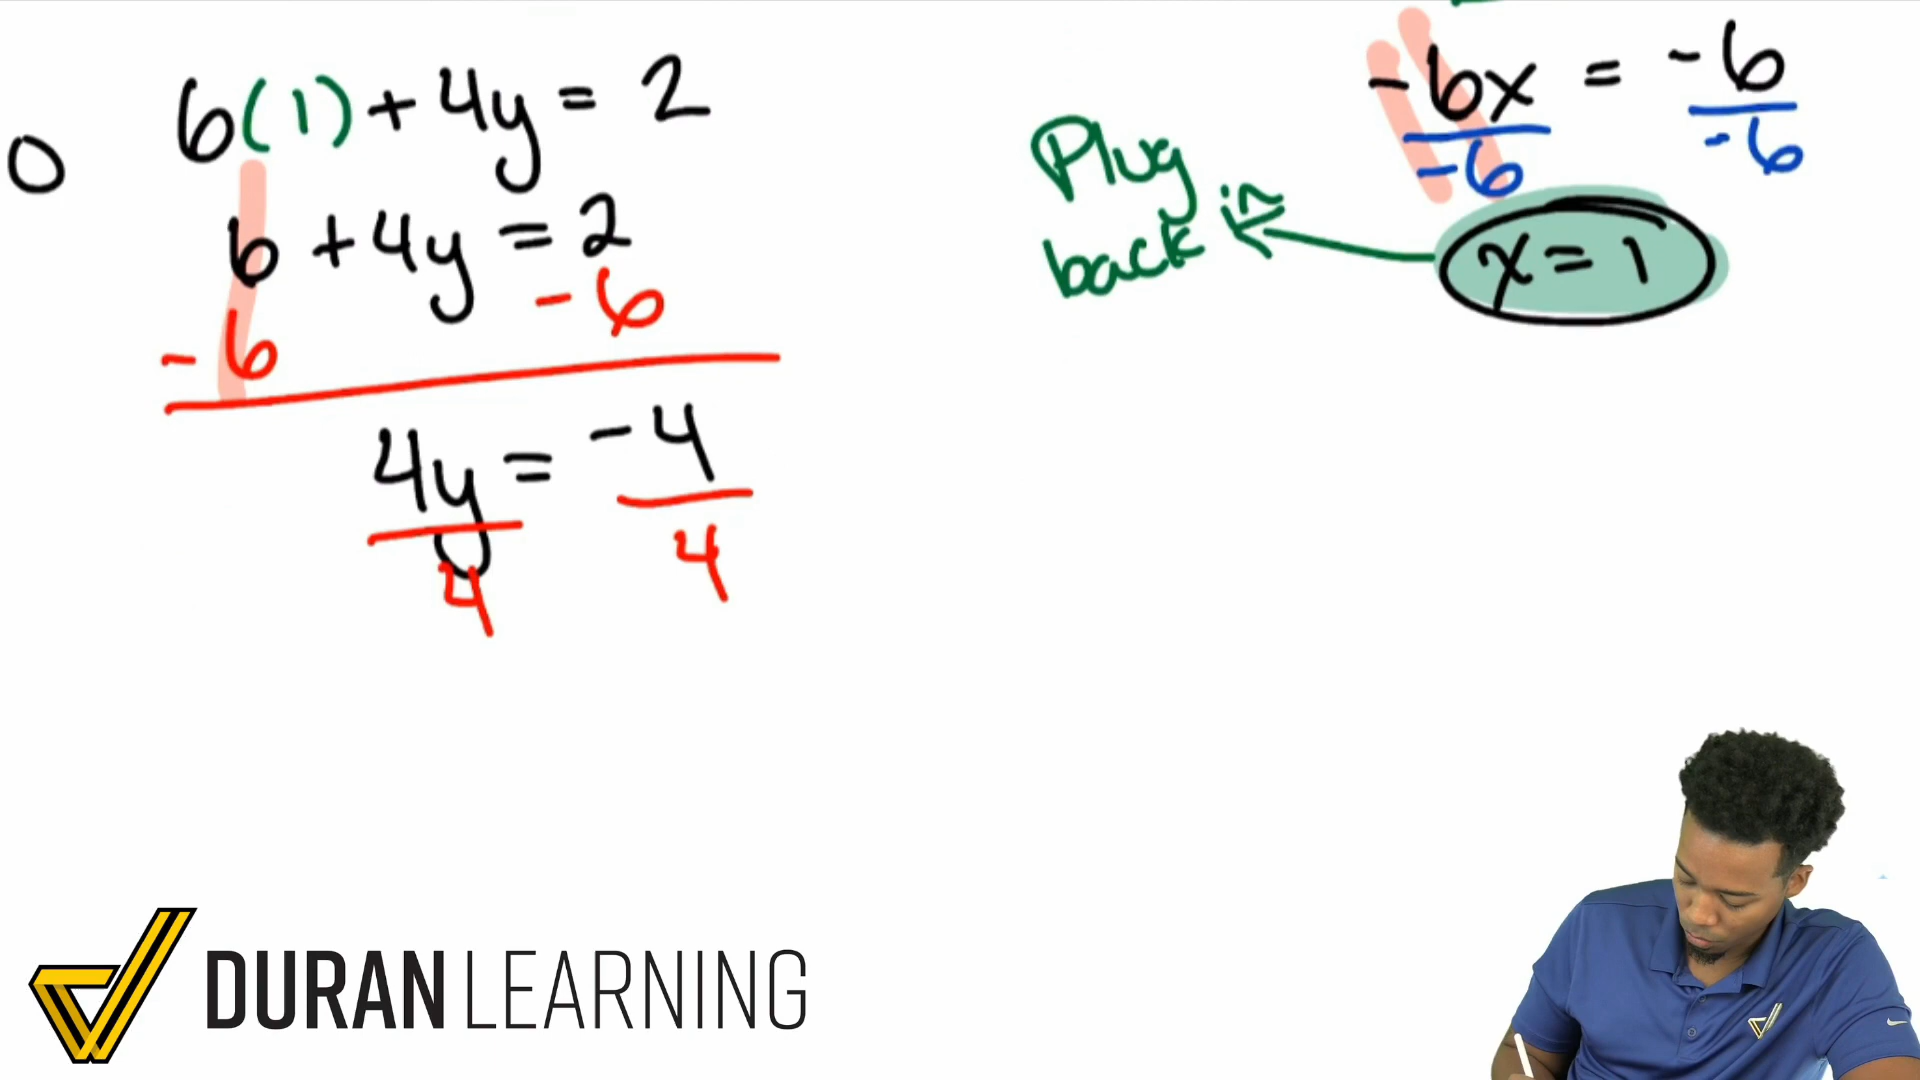 6(1) + 4y = 2
0
6 + 4y = 2
- 6 - 6
4y = -4
4 4
-6x = -6
-6 -6
Plug
back in
x = 1
DURAN LEARNING